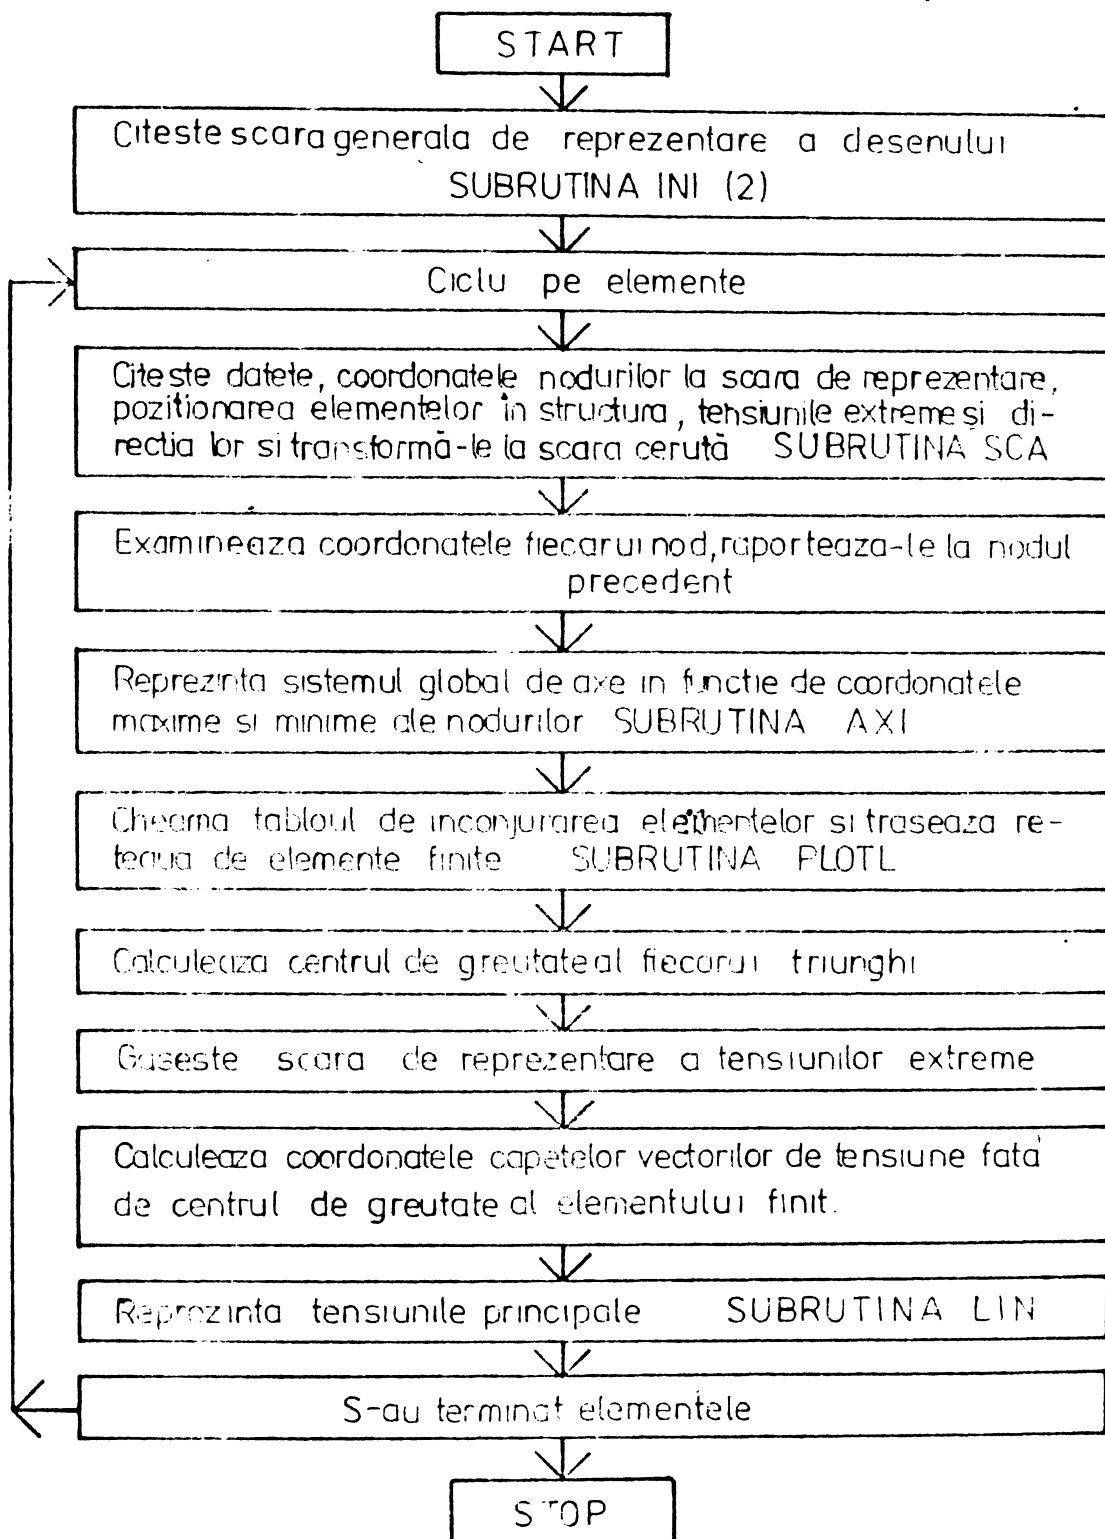 START
Citeste scara generala de reprezentare a desenului
SUBRUTINA INI (2)
Ciclu pe elemente
Citeste datete, coordonatele nodurilor la scara de reprezentare,
pozitionarea elementelor in structura, tensiunile extreme si di-
rectia lor si transformă-le la scara cerută SUBRUTINA SCA
Examineaza coordonatele fiecarui nod, raporteaza-le la nodul
precedent
Reprezinta sistemul global de axe in functie de coordonatele
maxime si minime ale nodurilor SUBRUTINA AXI
Cheama tabloul de inconjurarea elementelor si traseaza re-
teaua de elemente finite SUBRUTINA PLOTL
Calculeaza centrul de greutate al fiecarui triunghi
Gaseste scara de reprezentare a tensiunilor extreme
Calculeaza coordonatele capetelor vectorilor de tensiune fata
de centrul de greutate al elementului finit.
Reprezinta tensiunile principale SUBRUTINA LIN
S-au terminat elementele
STOP